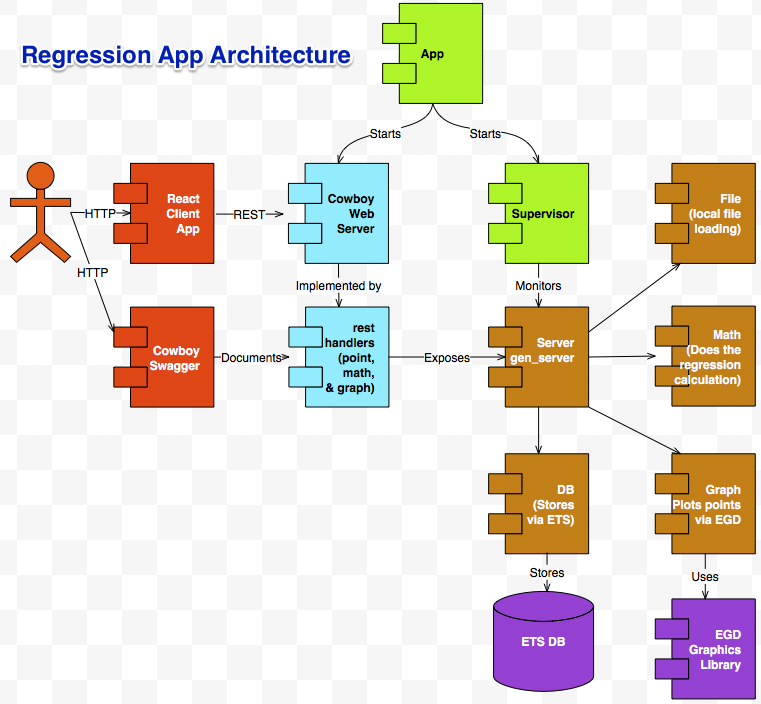 Regression App Architecture
App
Starts
Starts
React
Client
App
Cowboy
Web
Server
Supervisor
File
(local file
loading)
HTTP
REST
HTTP
Implemented by
Monitors
Cowboy
Swagger
Documents
rest
handlers
(point,
math,
& graph)
Exposes
Server
gen_server
Math
(Does the
regression
calculation)
DB
(Stores
via ETS)
Graph
Plots points
via EGD
Stores
Uses
ETS DB
EGD
Graphics
Library